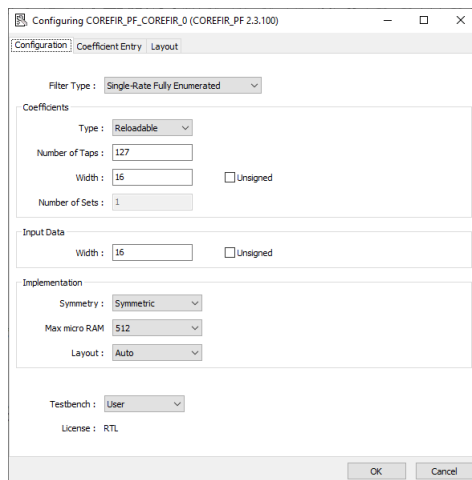 Configuring COREFIR_PF_COREFIR_0 (COREFIR_PF 2.3.100)
Configuration Coefficient Entry Layout
Filter Type : Single-Rate Fully Enumerated
Coefficients
Type : Reloadable
Number of Taps : 127
Width : 16 Unsigned
Number of Sets : 1
Input Data
Width : 16 Unsigned
Implementation
Symmetry : Symmetric
Max micro RAM 512
Layout : Auto
Testbench : User
License : RTL
OK Cancel